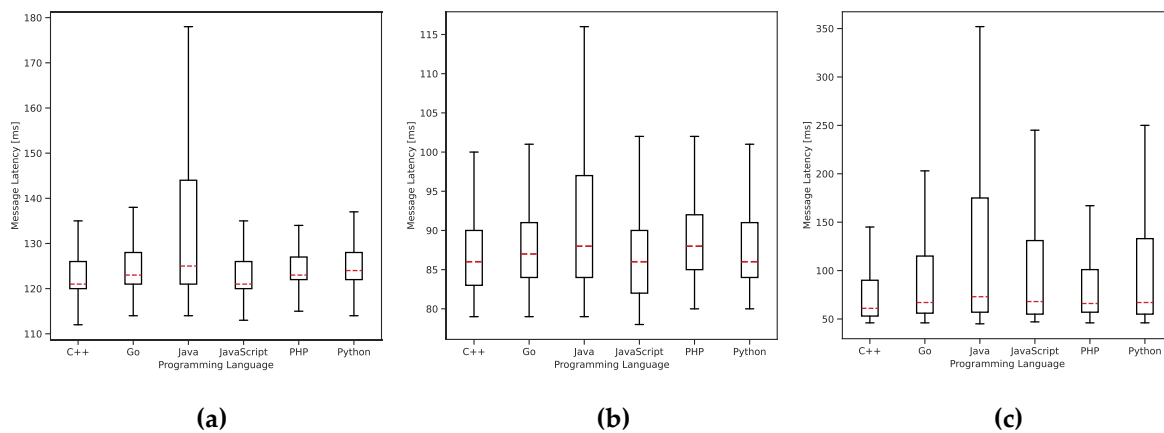 180
170
160
150
140
130
120
110
Message Latency [ms]
C++ Go Java JavaScript PHP Python
Programming Language
(a)
115
110
105
100
95
90
85
80
Message Latency [ms]
C++ Go Java JavaScript PHP Python
Programming Language
(b)
350
300
250
200
150
100
50
Message Latency [ms]
C++ Go Java JavaScript PHP Python
Programming Language
(c)